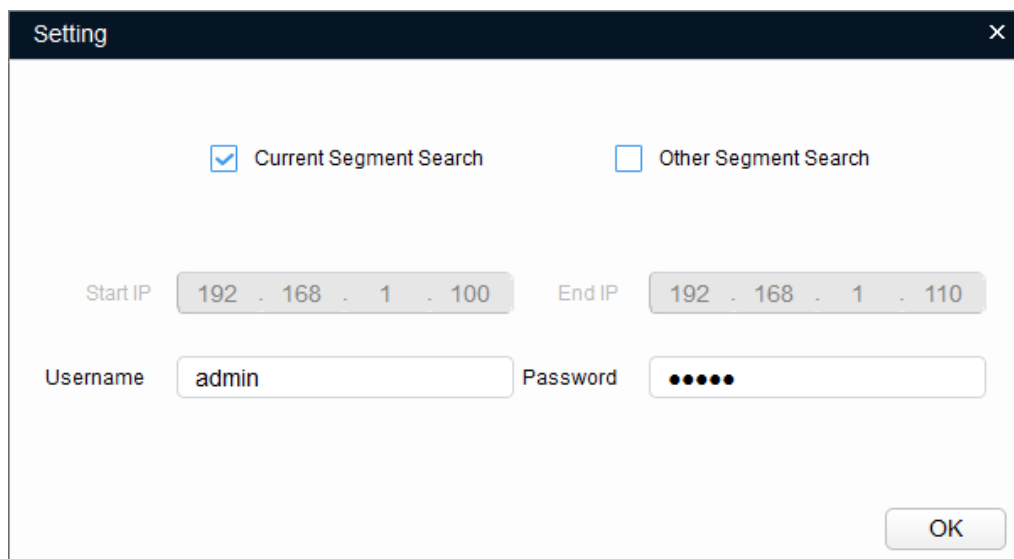 Setting
Current Segment Search Other Segment Search
Start IP 192 . 168 . 1 . 100 End IP 192 . 168 . 1 . 110
Username admin Password •••••
OK